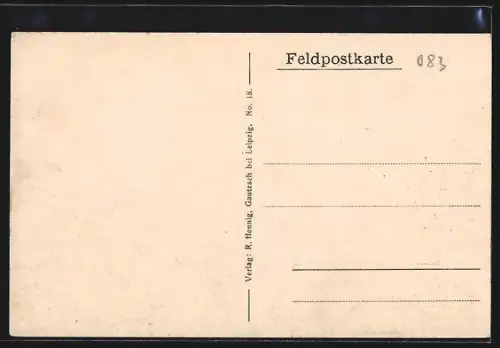 Feldpostkarte
083
Verlag: R. Hennig, Gautzsch bei Leipzig. No. 18.